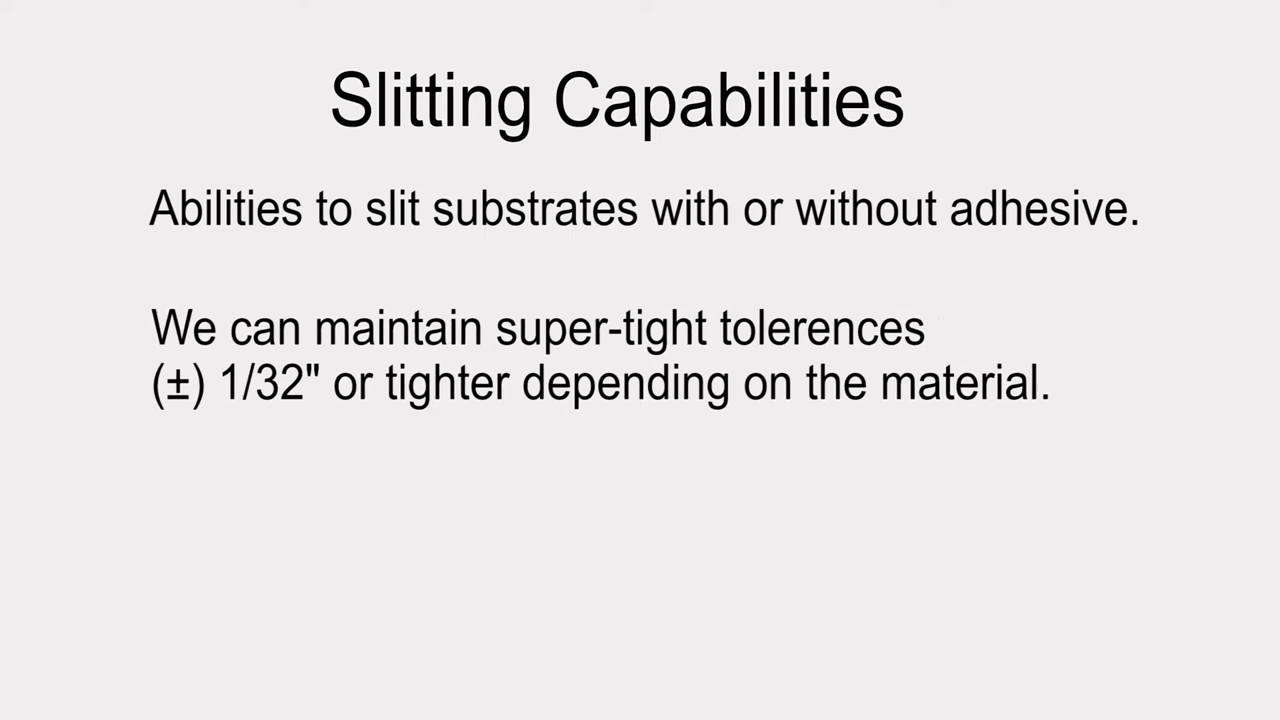 Slitting Capabilities
Abilities to slit substrates with or without adhesive.
We can maintain super-tight tolerences
(±) 1/32" or tighter depending on the material.